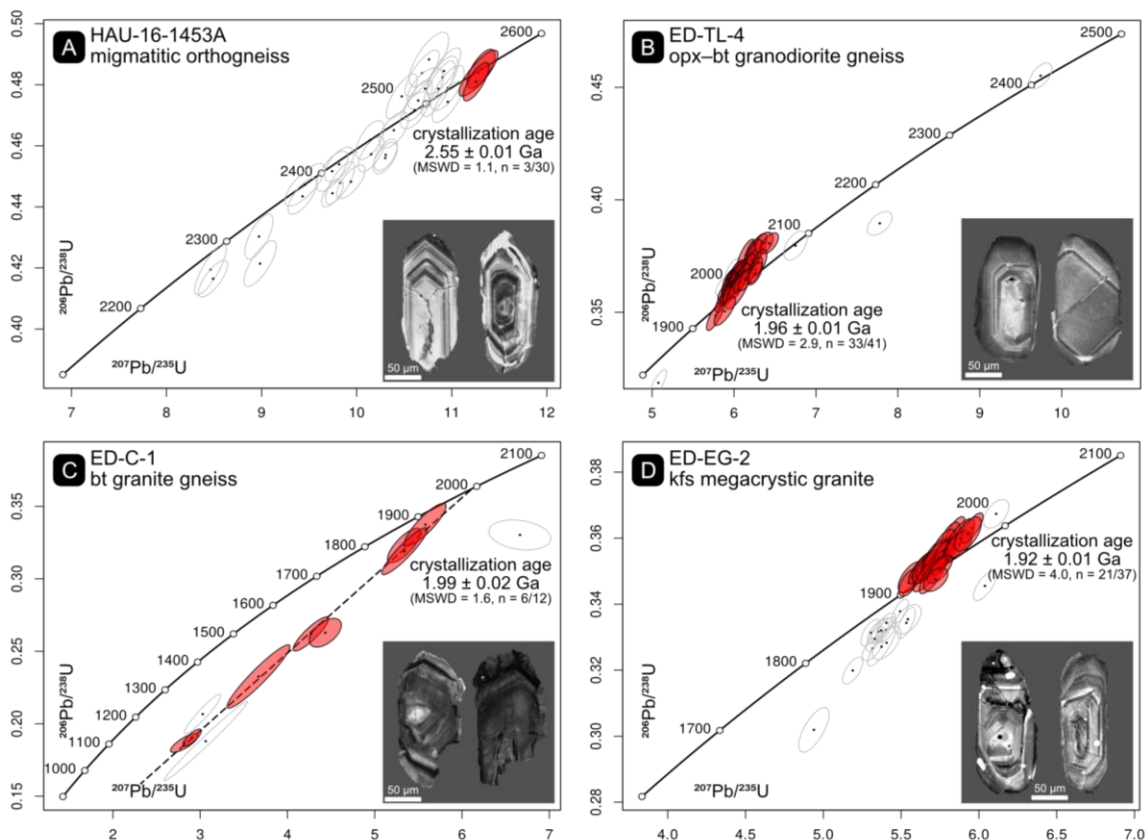 A HAU-16-1453A
migmatitic orthogneiss
0.50
0.48
0.46
0.44
0.42
0.40
2600
2500
2400
2300
2200
crystallization age
2.55 ± 0.01 Ga
(MSWD = 1.1, n = 3/30)
²⁰⁶Pb/²³⁸U
²⁰⁷Pb/²³⁵U
50 µm
7 8 9 10 11 12
B ED-TL-4
opx–bt granodiorite gneiss
0.45
0.40
0.35
2500
2400
2300
2200
2100
2000
1900
crystallization age
1.96 ± 0.01 Ga
(MSWD = 2.9, n = 33/41)
²⁰⁶Pb/²³⁸U
²⁰⁷Pb/²³⁵U
50 µm
5 6 7 8 9 10
C ED-C-1
bt granite gneiss
0.35
0.30
0.25
0.20
0.15
2100
2000
1900
1800
1700
1600
1500
1400
1300
1200
1100
1000
crystallization age
1.99 ± 0.02 Ga
(MSWD = 1.6, n = 6/12)
²⁰⁶Pb/²³⁸U
²⁰⁷Pb/²³⁵U
50 µm
2 3 4 5 6 7
D ED-EG-2
kfs megacrystic granite
0.38
0.36
0.34
0.32
0.30
0.28
2100
2000
1900
1800
1700
crystallization age
1.92 ± 0.01 Ga
(MSWD = 4.0, n = 21/37)
²⁰⁶Pb/²³⁸U
²⁰⁷Pb/²³⁵U
50 µm
4.0 4.5 5.0 5.5 6.0 6.5 7.0